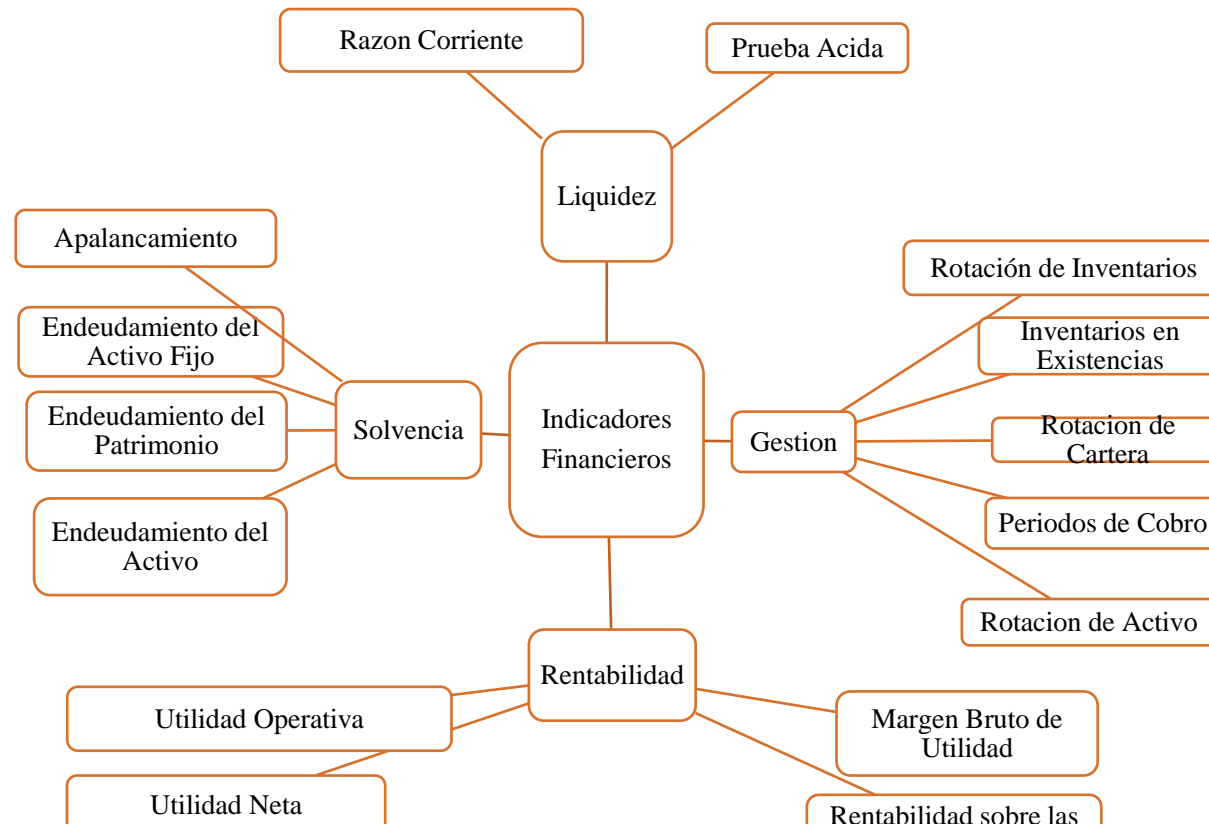 Razon Corriente
Prueba Acida
Liquidez
Apalancamiento
Endeudamiento del
Activo Fijo
Endeudamiento del
Patrimonio
Endeudamiento del
Activo
Solvencia
Indicadores
Financieros
Gestion
Rotación de Inventarios
Inventarios en
Existencias
Rotacion de
Cartera
Periodos de Cobro
Rotacion de Activo
Rentabilidad
Utilidad Operativa
Utilidad Neta
Margen Bruto de
Utilidad
Rentabilidad sobre las